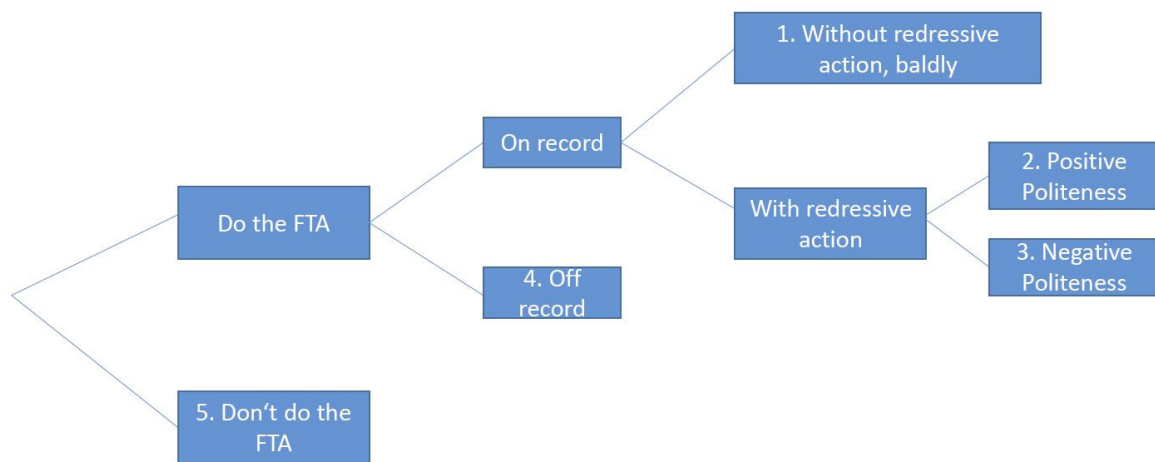 1. Without redressive
action, baldly
On record
2. Positive
Politeness
Do the FTA
With redressive
action
3. Negative
Politeness
4. Off
record
5. Don‘t do the
FTA